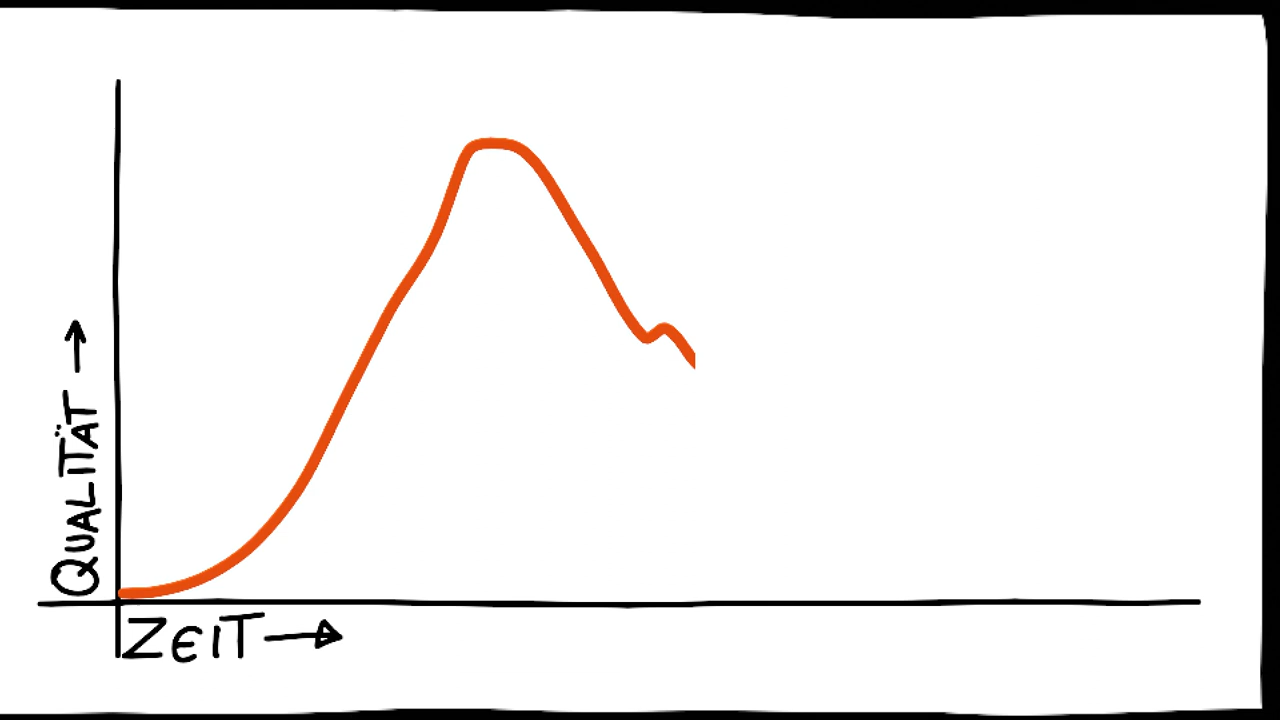 QUALITÄT →
ZEIT →